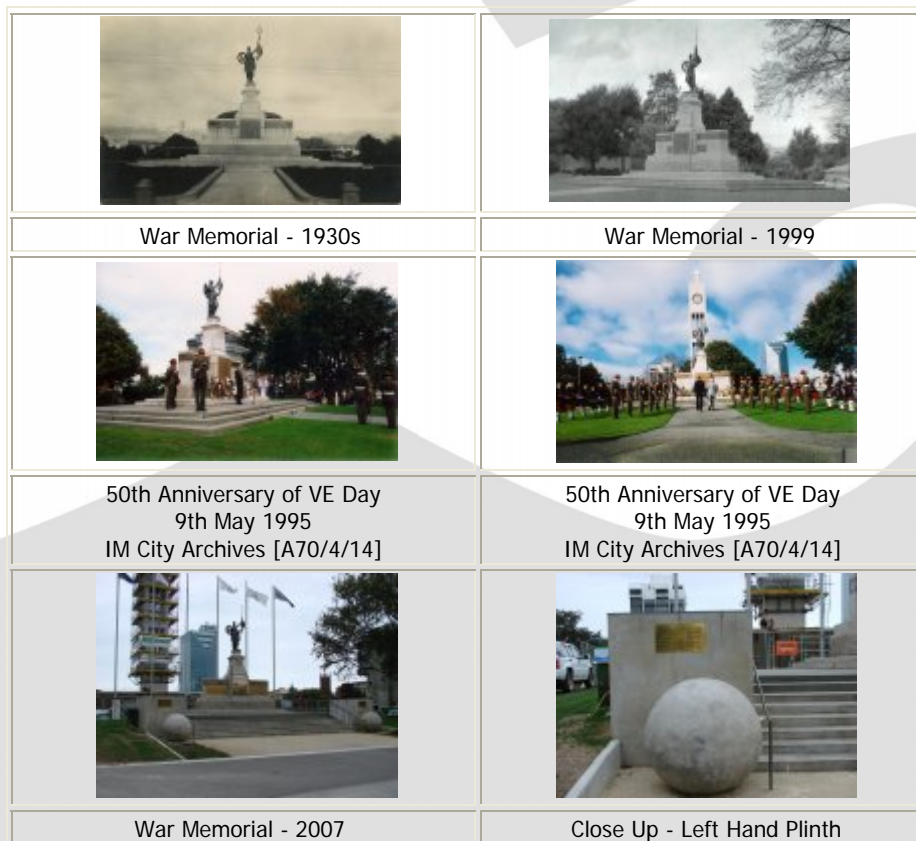 War Memorial - 1930s
War Memorial - 1999
50th Anniversary of VE Day
9th May 1995
IM City Archives [A70/4/14]
50th Anniversary of VE Day
9th May 1995
IM City Archives [A70/4/14]
War Memorial - 2007
Close Up - Left Hand Plinth